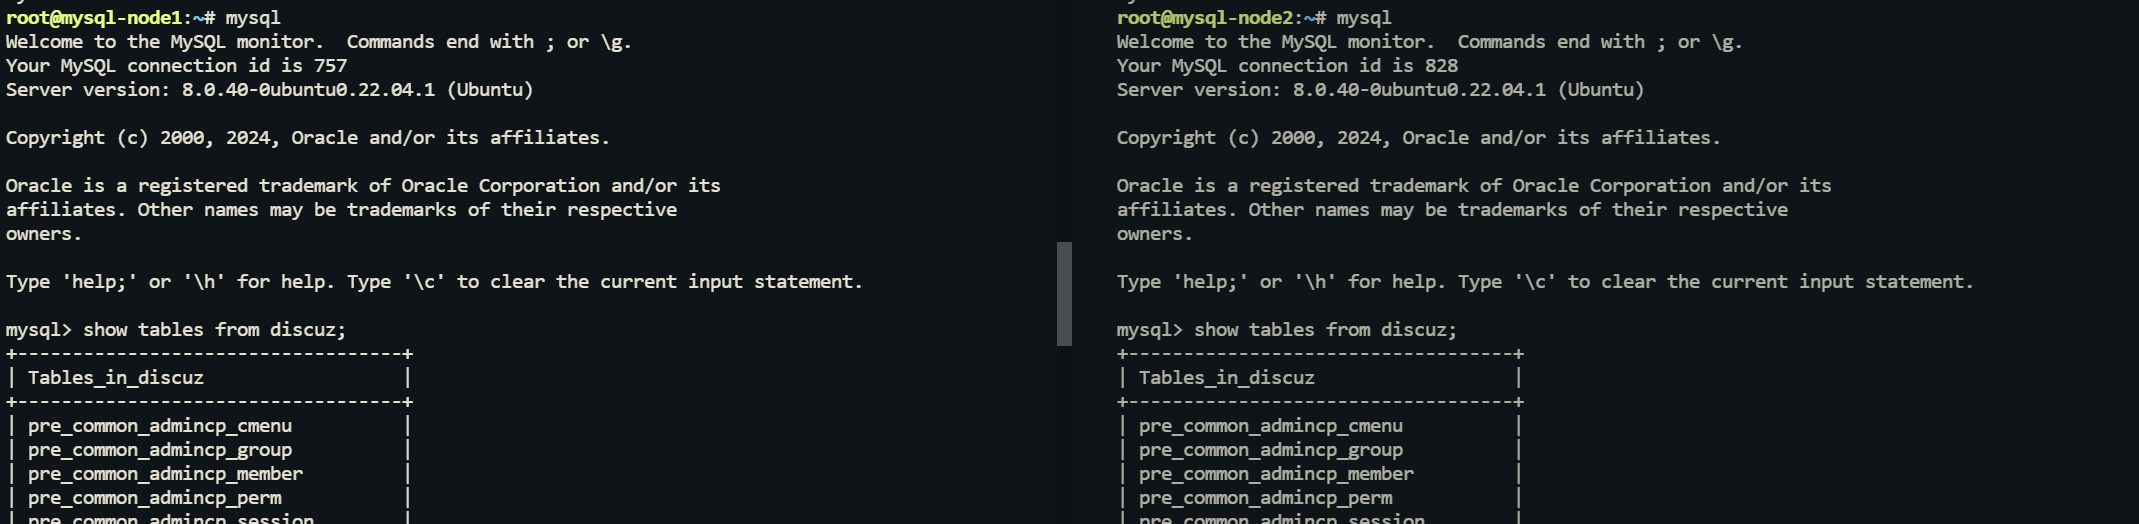 root@mysql-node1:~# mysql
Welcome to the MySQL monitor.  Commands end with ; or \g.
Your MySQL connection id is 757
Server version: 8.0.40-0ubuntu0.22.04.1 (Ubuntu)
Copyright (c) 2000, 2024, Oracle and/or its affiliates.
Oracle is a registered trademark of Oracle Corporation and/or its
affiliates. Other names may be trademarks of their respective
owners.
Type 'help;' or '\h' for help. Type '\c' to clear the current input statement.
mysql> show tables from discuz;
+-----------------------------------+
| Tables_in_discuz                  |
+-----------------------------------+
| pre_common_admincp_cmenu          |
| pre_common_admincp_group          |
| pre_common_admincp_member         |
| pre_common_admincp_perm           |
| pre_common_admincp_session        |
root@mysql-node2:~# mysql
Welcome to the MySQL monitor.  Commands end with ; or \g.
Your MySQL connection id is 828
Server version: 8.0.40-0ubuntu0.22.04.1 (Ubuntu)
Copyright (c) 2000, 2024, Oracle and/or its affiliates.
Oracle is a registered trademark of Oracle Corporation and/or its
affiliates. Other names may be trademarks of their respective
owners.
Type 'help;' or '\h' for help. Type '\c' to clear the current input statement.
mysql> show tables from discuz;
+-----------------------------------+
| Tables_in_discuz                  |
+-----------------------------------+
| pre_common_admincp_cmenu          |
| pre_common_admincp_group          |
| pre_common_admincp_member         |
| pre_common_admincp_perm           |
| pre_common_admincp_session        |